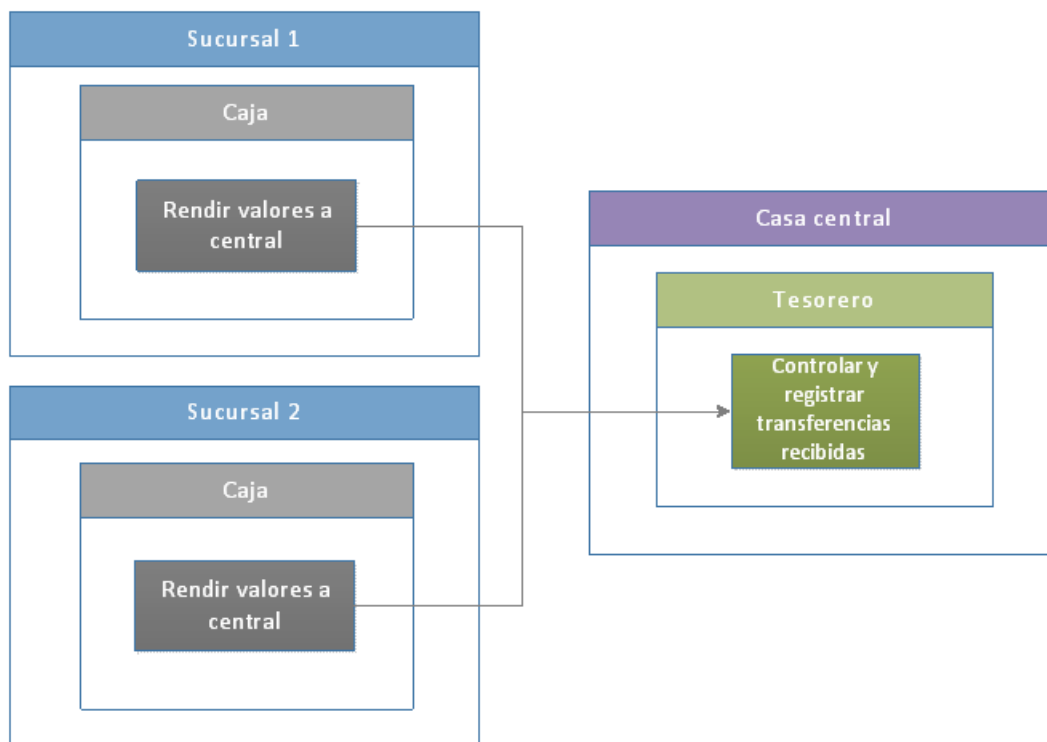 Sucursal 1
Caja
Rendir valores a
central
Sucursal 2
Caja
Rendir valores a
central
Casa central
Tesorero
Controlar y
registrar
transferencias
recibidas